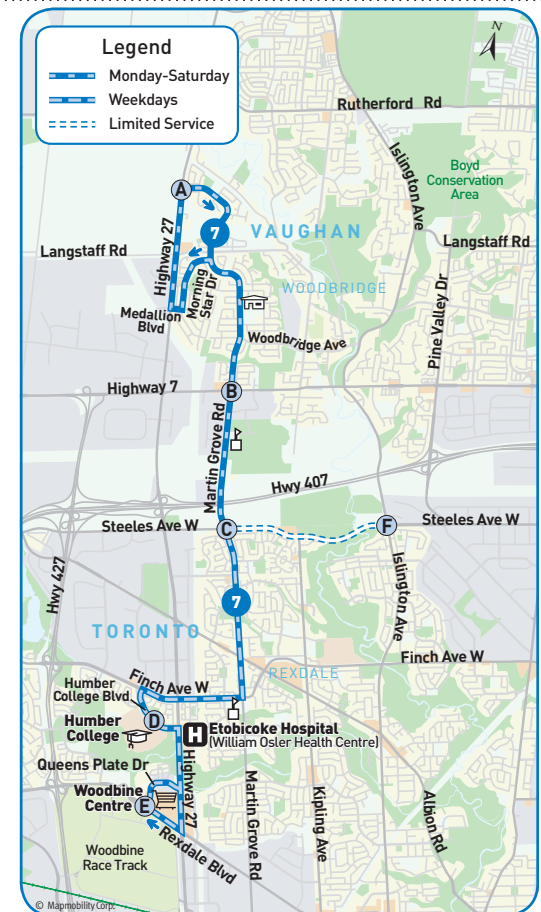 Legend
Monday-Saturday
Weekdays
Limited Service
N
Rutherford Rd
Islington Ave
Boyd
Conservation
Area
A
Highway 27
7
VAUGHAN
Langstaff Rd
Langstaff Rd
Morning
Star Dr
WOODBRIDGE
Pine Valley Dr
Medallion
Blvd
Woodbridge Ave
Highway 7
B
Martin Grove Rd
Hwy 407
Steeles Ave W
C
F
Steeles Ave W
Hwy 427
Islington Ave
7
TORONTO
Finch Ave W
REXDALE
Humber
College Blvd
Finch Ave W
Humber
College
D
H
Etobicoke Hospital
(William Osler Health Centre)
Queens Plate Dr
Highway 27
Woodbine
Centre
E
Martin Grove Rd
Kipling Ave
Albion Rd
Rexdale Blvd
Woodbine
Race Track
© Mapmobility Corp.